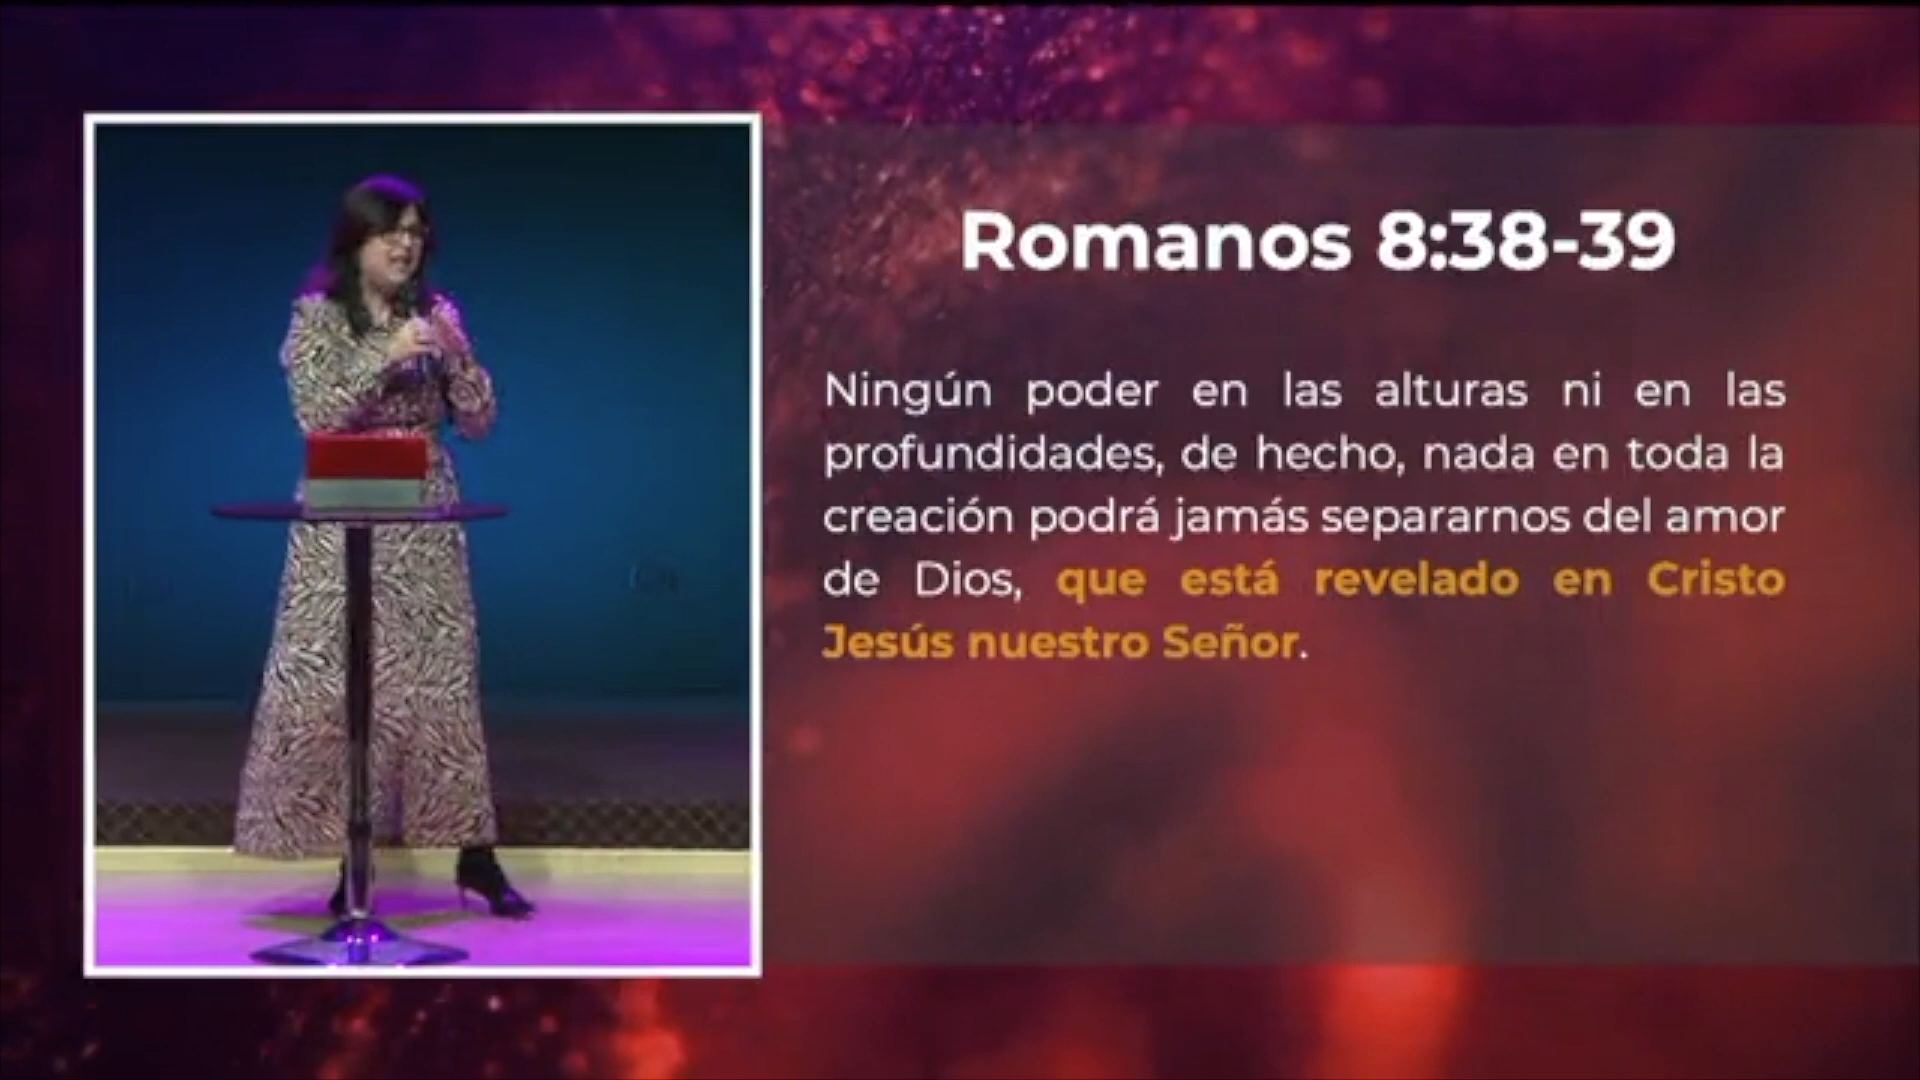 Romanos 8:38-39
Ningún poder en las alturas ni en las
profundidades, de hecho, nada en toda la
creación podrá jamás separarnos del amor
de Dios, que está revelado en Cristo
Jesús nuestro Señor.